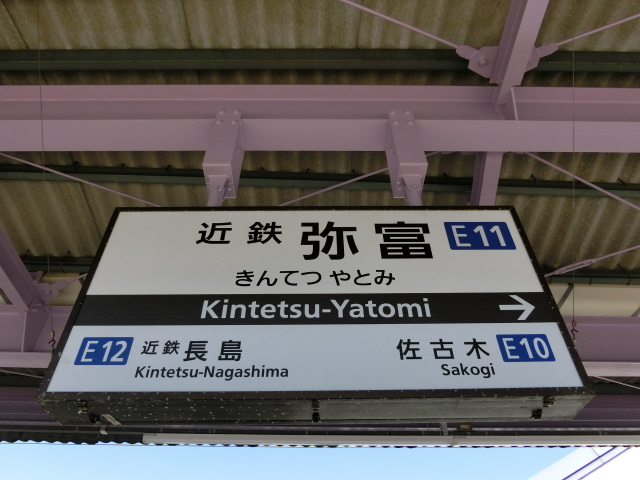 近鉄 弥富 E11
きんてつ やとみ
Kintetsu-Yatomi →
E12 近鉄長島 佐古木 E10
Kintetsu-Nagashima Sakogi